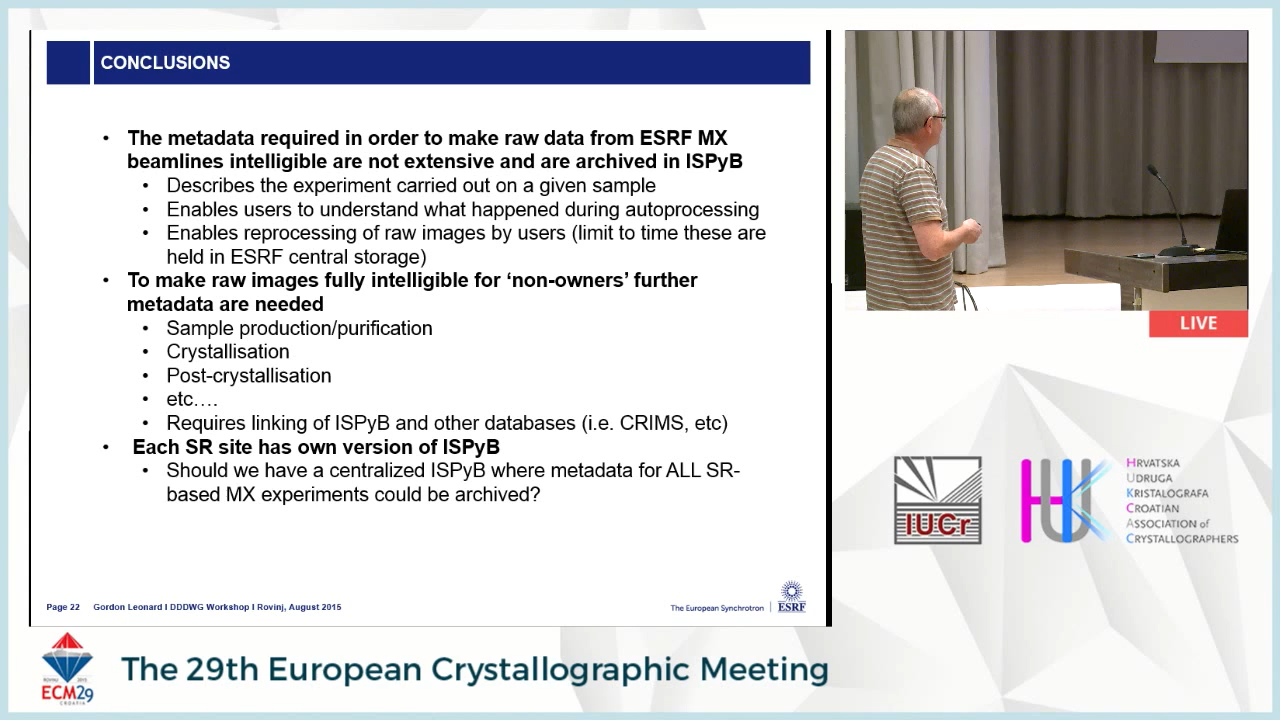 CONCLUSIONS
• The metadata required in order to make raw data from ESRF MX
beamlines intelligible are not extensive and are archived in ISPyB
• Describes the experiment carried out on a given sample
• Enables users to understand what happened during autoprocessing
• Enables reprocessing of raw images by users (limit to time these are
held in ESRF central storage)
• To make raw images fully intelligible for ‘non-owners’ further
metadata are needed
• Sample production/purification
• Crystallisation
• Post-crystallisation
• etc….
• Requires linking of ISPyB and other databases (i.e. CRIMS, etc)
• Each SR site has own version of ISPyB
• Should we have a centralized ISPyB where metadata for ALL SR-
based MX experiments could be archived?
Page 22 Gordon Leonard I DDDWG Workshop I Rovinj, August 2015
The European Synchrotron
ESRF
LIVE
IUCr
HUK
HRVATSKA
UDRUGA
KRISTALOGRAFA
CROATIAN
ASSOCIATION of
CRYSTALLOGRAPHERS
ROVINJ 2015
ECM29
CROATIA
The 29th European Crystallographic Meeting